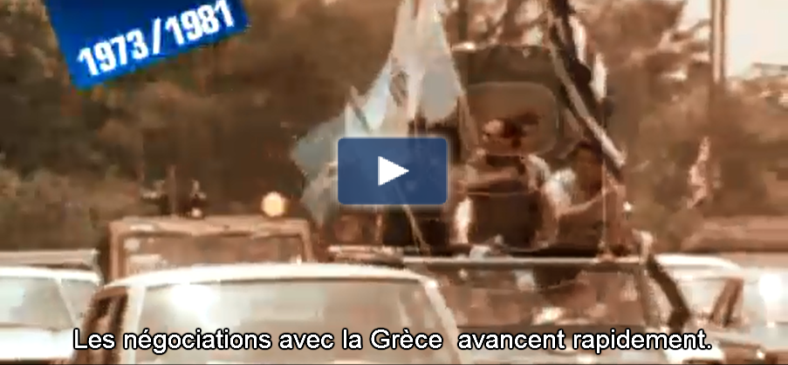 1973/1981
Les négociations avec la Grèce  avancent rapidement.